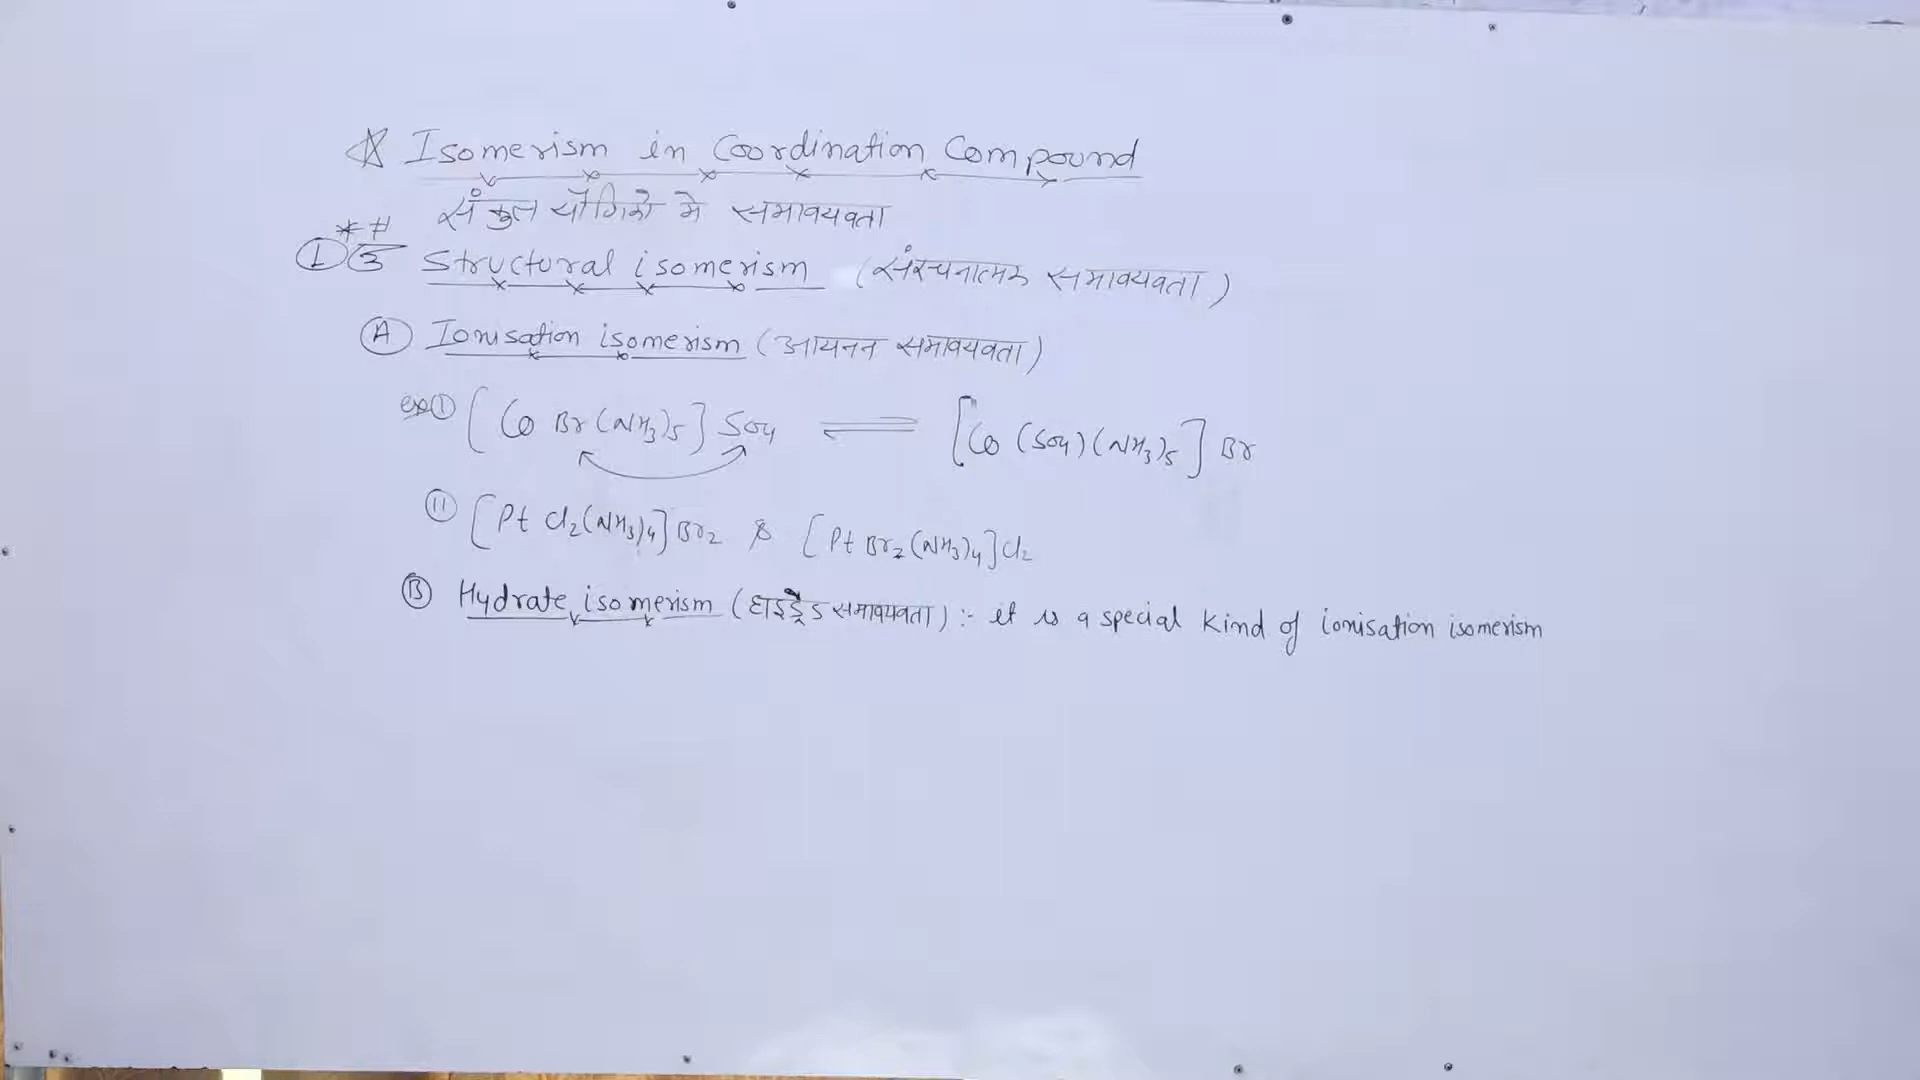 ☆ Isomerism in Coordination Compound
संकुल यौगिको मे समावयवता
* #
① Structural isomerism (संरचनात्मक समावयवता)
Ⓐ Ionisation isomerism (आयनन समावयवता)
ex① [Co Br (NH3)5] SO4 ⇌ [Co (SO4) (NH3)5] Br
⑪ [Pt Cl2 (NH3)4] Br2 & [Pt Br2 (NH3)4] Cl2
Ⓑ Hydrate isomerism (हाइड्रेड समावयवता) :- it is a special kind of ionisation isomerism